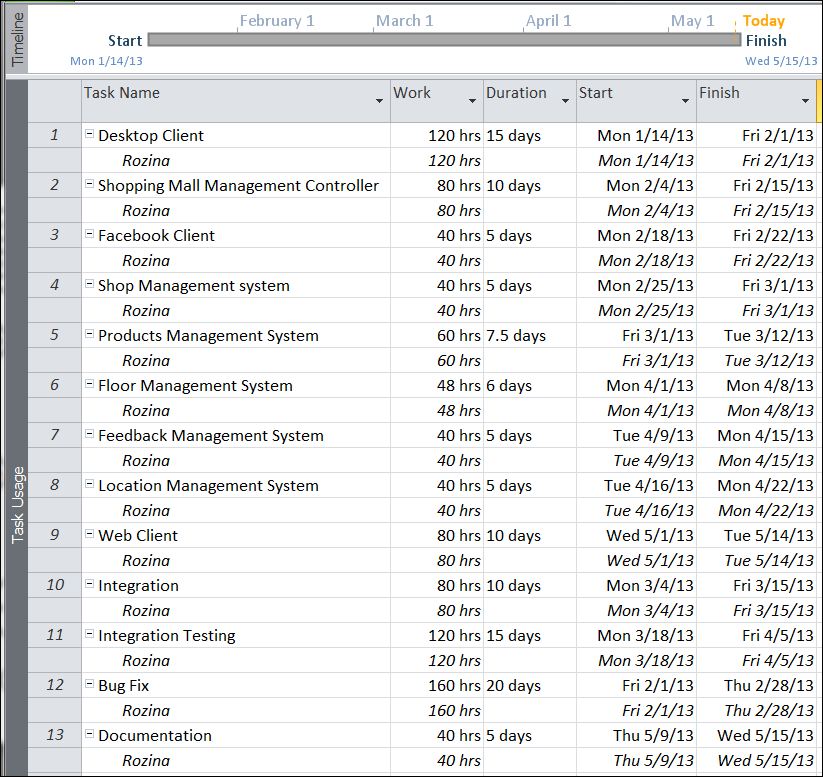 Timeline
February 1 March 1 April 1 May 1 Today
Start Finish
Mon 1/14/13 Wed 5/15/13
Task Usage
Task Name Work Duration Start Finish
1 Desktop Client 120 hrs 15 days Mon 1/14/13 Fri 2/1/13
Rozina 120 hrs Mon 1/14/13 Fri 2/1/13
2 Shopping Mall Management Controller 80 hrs 10 days Mon 2/4/13 Fri 2/15/13
Rozina 80 hrs Mon 2/4/13 Fri 2/15/13
3 Facebook Client 40 hrs 5 days Mon 2/18/13 Fri 2/22/13
Rozina 40 hrs Mon 2/18/13 Fri 2/22/13
4 Shop Management system 40 hrs 5 days Mon 2/25/13 Fri 3/1/13
Rozina 40 hrs Mon 2/25/13 Fri 3/1/13
5 Products Management System 60 hrs 7.5 days Fri 3/1/13 Tue 3/12/13
Rozina 60 hrs Fri 3/1/13 Tue 3/12/13
6 Floor Management System 48 hrs 6 days Mon 4/1/13 Mon 4/8/13
Rozina 48 hrs Mon 4/1/13 Mon 4/8/13
7 Feedback Management System 40 hrs 5 days Tue 4/9/13 Mon 4/15/13
Rozina 40 hrs Tue 4/9/13 Mon 4/15/13
8 Location Management System 40 hrs 5 days Tue 4/16/13 Mon 4/22/13
Rozina 40 hrs Tue 4/16/13 Mon 4/22/13
9 Web Client 80 hrs 10 days Wed 5/1/13 Tue 5/14/13
Rozina 80 hrs Wed 5/1/13 Tue 5/14/13
10 Integration 80 hrs 10 days Mon 3/4/13 Fri 3/15/13
Rozina 80 hrs Mon 3/4/13 Fri 3/15/13
11 Integration Testing 120 hrs 15 days Mon 3/18/13 Fri 4/5/13
Rozina 120 hrs Mon 3/18/13 Fri 4/5/13
12 Bug Fix 160 hrs 20 days Fri 2/1/13 Thu 2/28/13
Rozina 160 hrs Fri 2/1/13 Thu 2/28/13
13 Documentation 40 hrs 5 days Thu 5/9/13 Wed 5/15/13
Rozina 40 hrs Thu 5/9/13 Wed 5/15/13